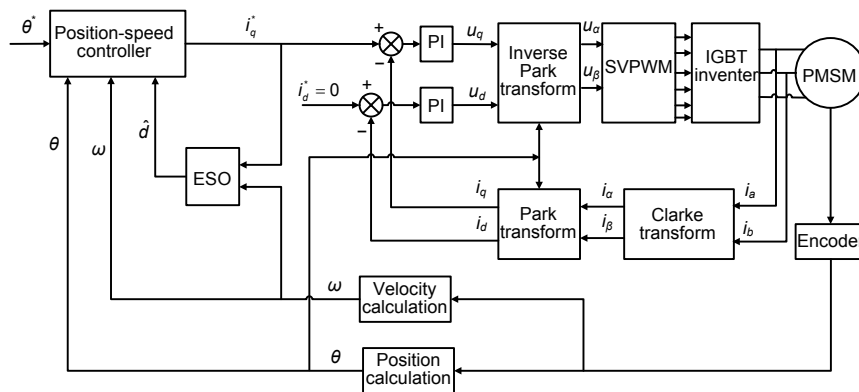 θ*
Position-speed
controller
i*q
+
−
PI
uq
Inverse
Park
transform
uα
uβ
SVPWM
IGBT
inventer
PMSM
i*d = 0
+
−
PI
ud
θ
ω
d̂
ESO
iq
id
Park
transform
iα
iβ
Clarke
transform
ia
ib
Encoder
ω
Velocity
calculation
θ
Position
calculation